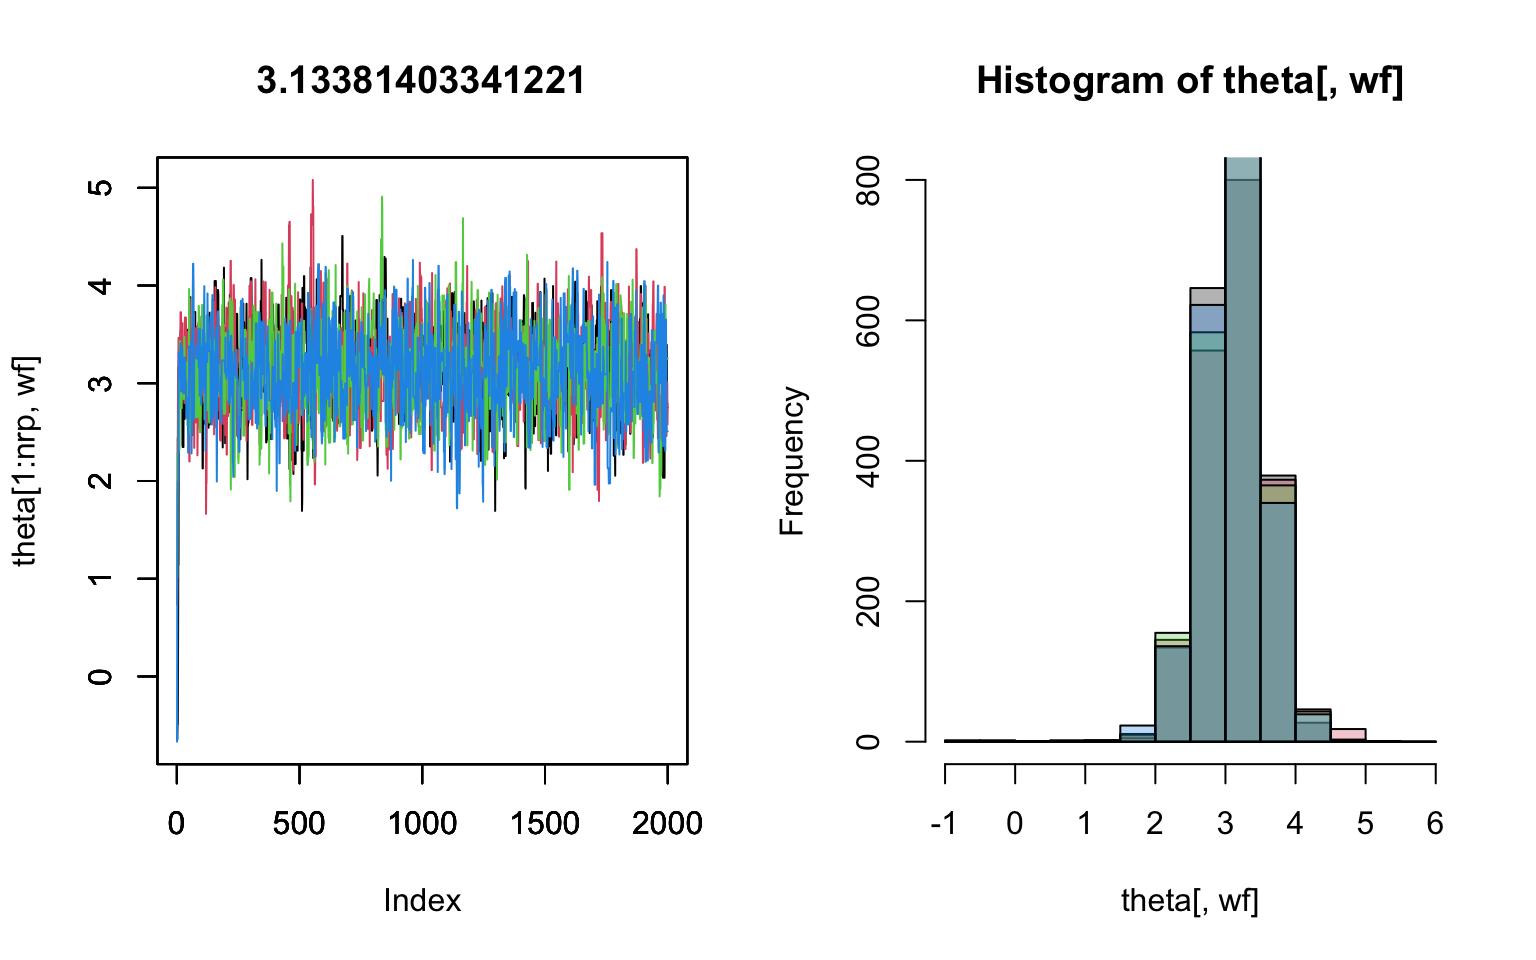 3.13381403341221
theta[1:nrp, wf]
5
4
3
2
1
0
0 500 1000 1500 2000
Index
Histogram of theta[, wf]
Frequency
800
600
400
200
0
-1 0 1 2 3 4 5 6
theta[, wf]